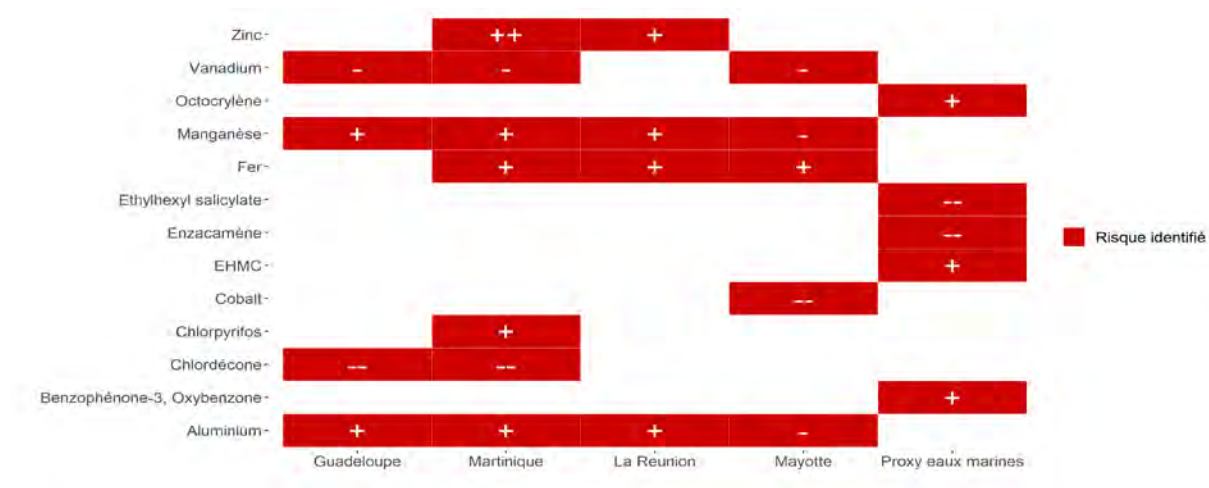 Zinc ++ +
Vanadium - - -
Octocrylène +
Manganèse + + + -
Fer + + +
Ethylhexyl salicylate --
Enzacamène --
Risque identifié
EHMC +
Cobalt --
Chlorpyrifos +
Chlordécone -- --
Benzophénone-3, Oxybenzone +
Aluminium + + + -
Guadeloupe Martinique La Reunion Mayotte Proxy eaux marines